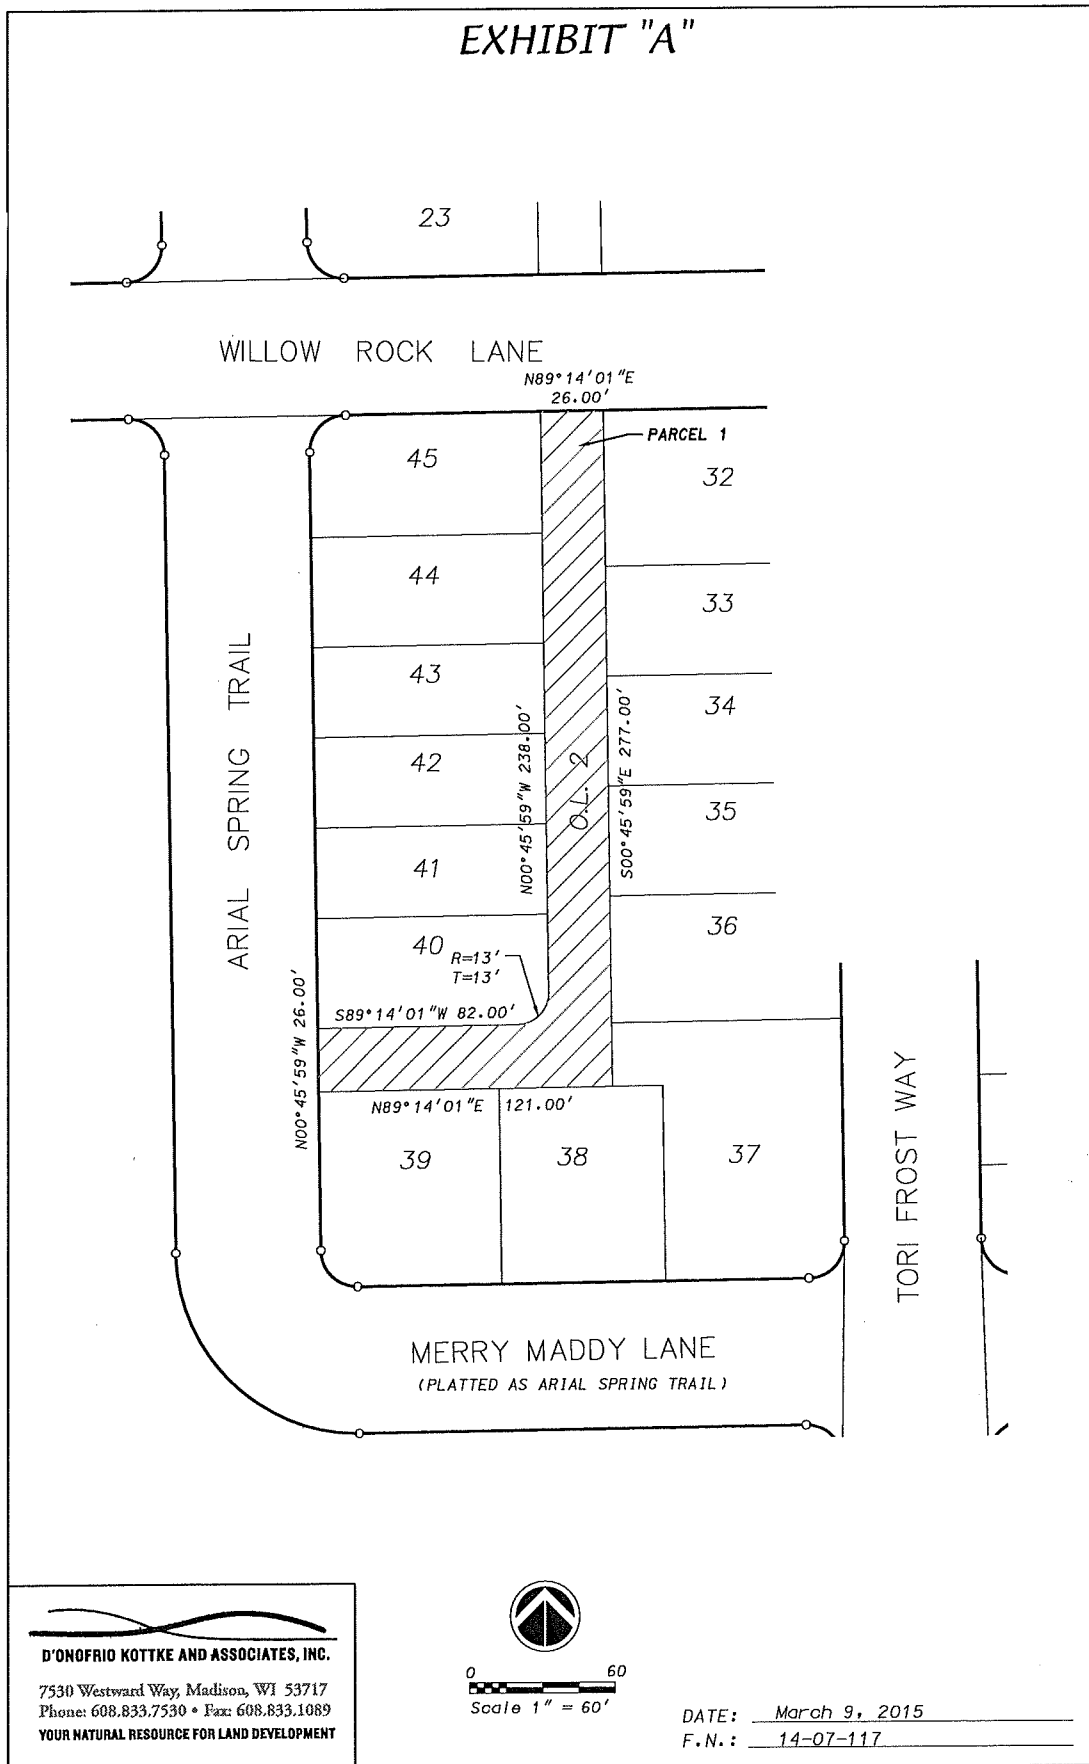 EXHIBIT "A"
23
WILLOW ROCK LANE
N89°14'01"E
26.00'
PARCEL 1
45
32
44
33
43
34
42
35
41
36
40
ARIAL SPRING TRAIL
N00°45'59"W 238.00'
O.L. 2
S00°45'59"E 277.00'
R=13'
T=13'
S89°14'01"W 82.00'
N00°45'59"W 26.00'
N89°14'01"E 121.00'
39
38
37
TORI FROST WAY
MERRY MADDY LANE
(PLATTED AS ARIAL SPRING TRAIL)
D'ONOFRIO KOTTKE AND ASSOCIATES, INC.
7530 Westward Way, Madison, WI 53717
Phone: 608.833.7530 • Fax: 608.833.1089
YOUR NATURAL RESOURCE FOR LAND DEVELOPMENT
0 60
Scale 1" = 60'
DATE: March 9, 2015
F.N.: 14-07-117